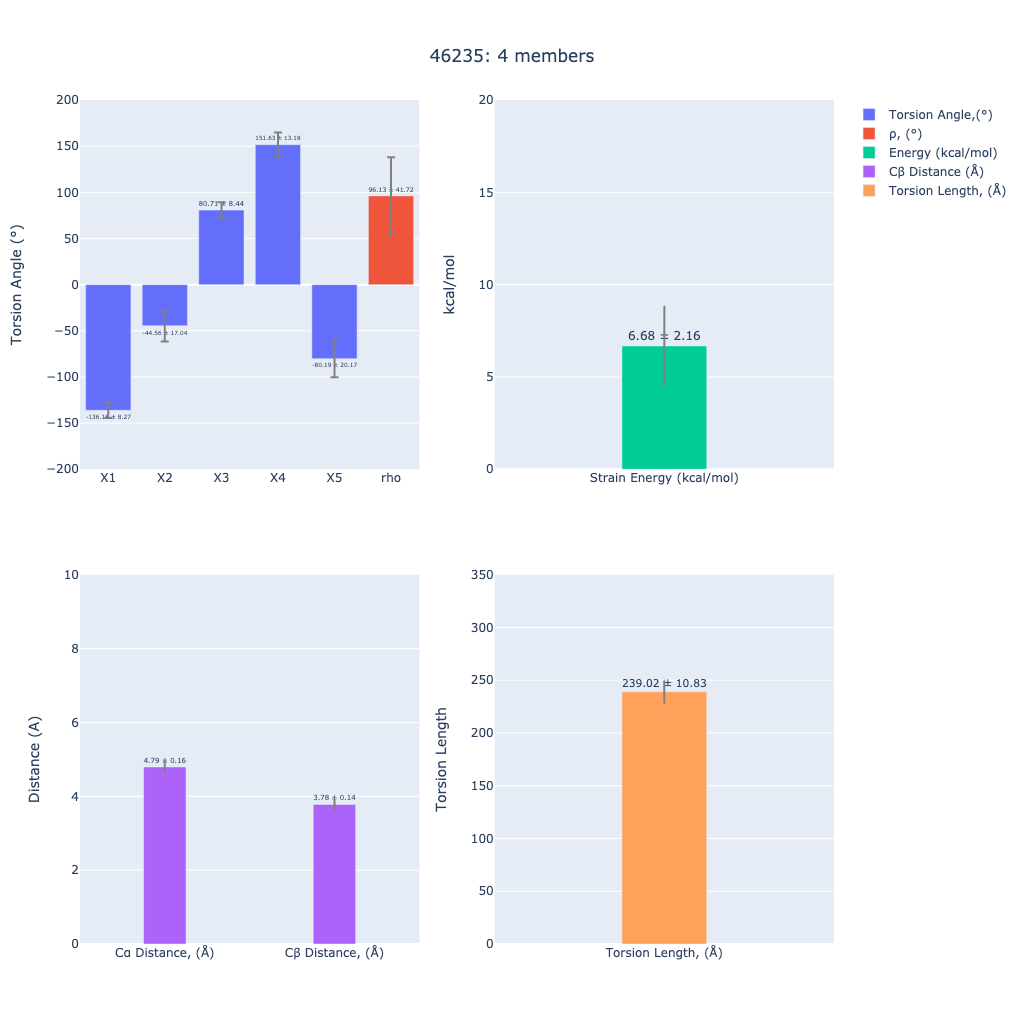 46235: 4 members
Torsion Angle (°)
200
150
100
50
0
−50
−100
−150
−200
80.71 ± 8.44
151.63 ± 13.18
96.13 ± 41.72
-44.56 ± 17.04
-80.19 ± 20.17
± 8.27
X1 X2 X3 X4 X5 rho
kcal/mol
20
15
10
5
0
6.68 ± 2.16
Strain Energy (kcal/mol)
Torsion Angle,(°)
ρ, (°)
Energy (kcal/mol)
Cβ Distance (Å)
Torsion Length, (Å)
Distance (A)
10
8
6
4
2
0
4.79 ± 0.16
3.78 ± 0.14
Cα Distance, (Å) Cβ Distance, (Å)
Torsion Length
350
300
250
200
150
100
50
0
239.02 ± 10.83
Torsion Length, (Å)